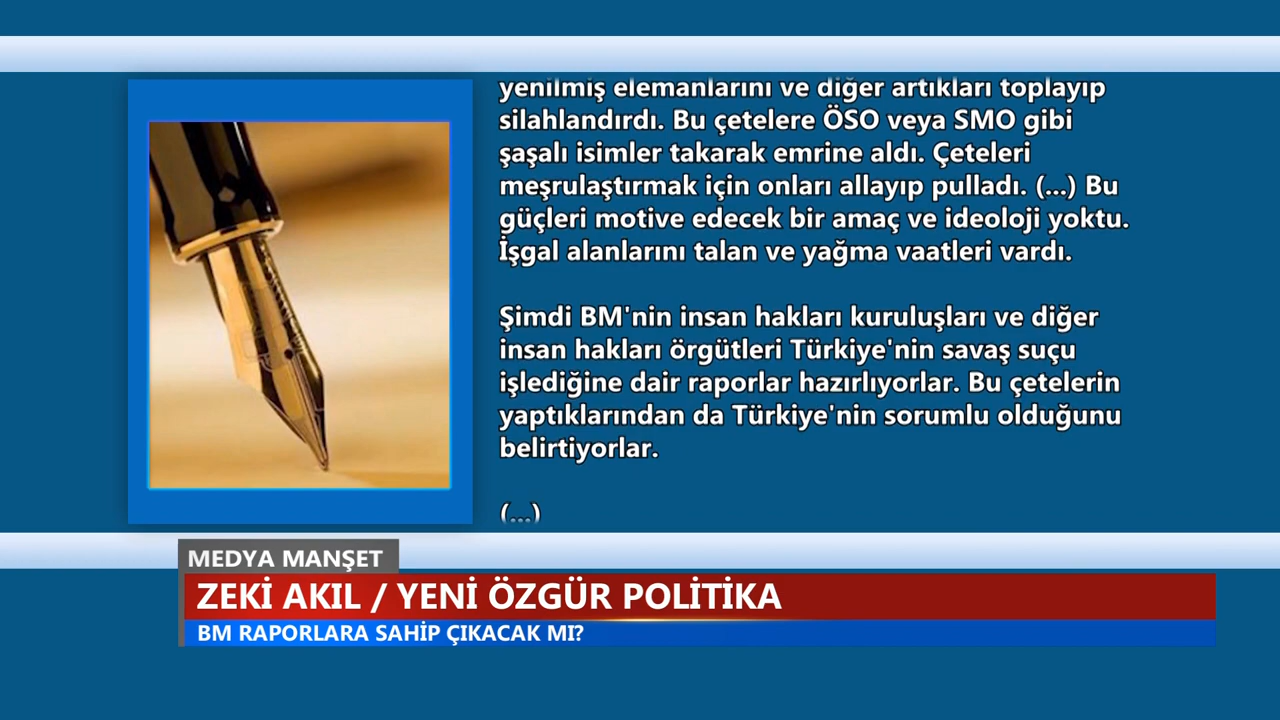 yenilmiş elemanlarını ve diğer artıkları toplayıp
silahlandırdı. Bu çetelere ÖSO veya SMO gibi
şaşalı isimler takarak emrine aldı. Çeteleri
meşrulaştırmak için onları allayıp pulladı. (...) Bu
güçleri motive edecek bir amaç ve ideoloji yoktu.
İşgal alanlarını talan ve yağma vaatleri vardı.
Şimdi BM'nin insan hakları kuruluşları ve diğer
insan hakları örgütleri Türkiye'nin savaş suçu
işlediğine dair raporlar hazırlıyorlar. Bu çetelerin
yaptıklarından da Türkiye'nin sorumlu olduğunu
belirtiyorlar.
(...)
MEDYA MANŞET
ZEKİ AKIL / YENİ ÖZGÜR POLİTİKA
BM RAPORLARA SAHİP ÇIKACAK MI?